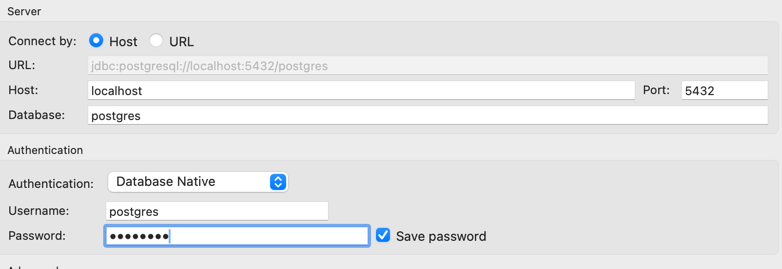 Server
Connect by: Host URL
URL: jdbc:postgresql://localhost:5432/postgres
Host: localhost Port: 5432
Database: postgres
Authentication
Authentication: Database Native
Username: postgres
Password: ●●●●●●●● Save password